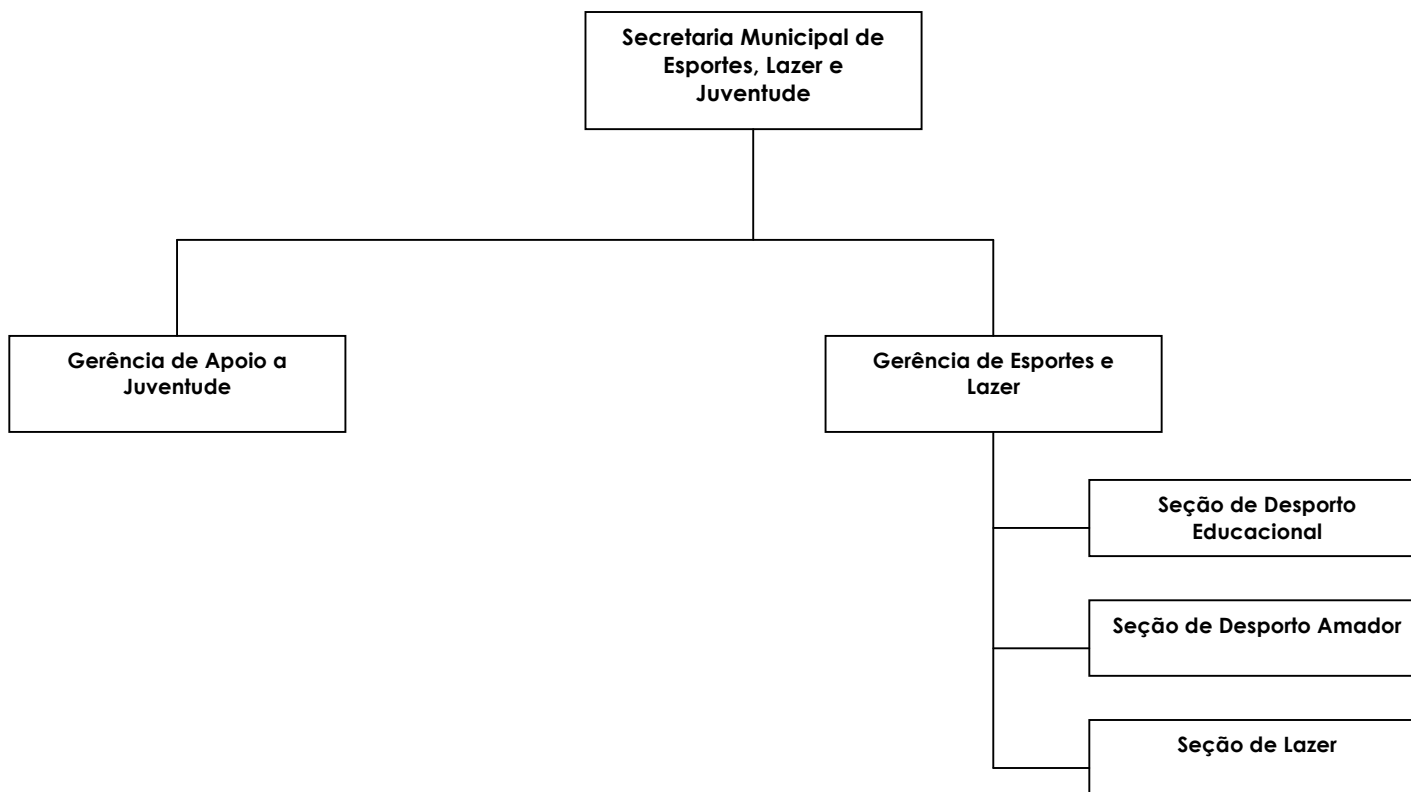 Secretaria Municipal de
Esportes, Lazer e
Juventude
Gerência de Apoio a
Juventude
Gerência de Esportes e
Lazer
Seção de Desporto
Educacional
Seção de Desporto Amador
Seção de Lazer